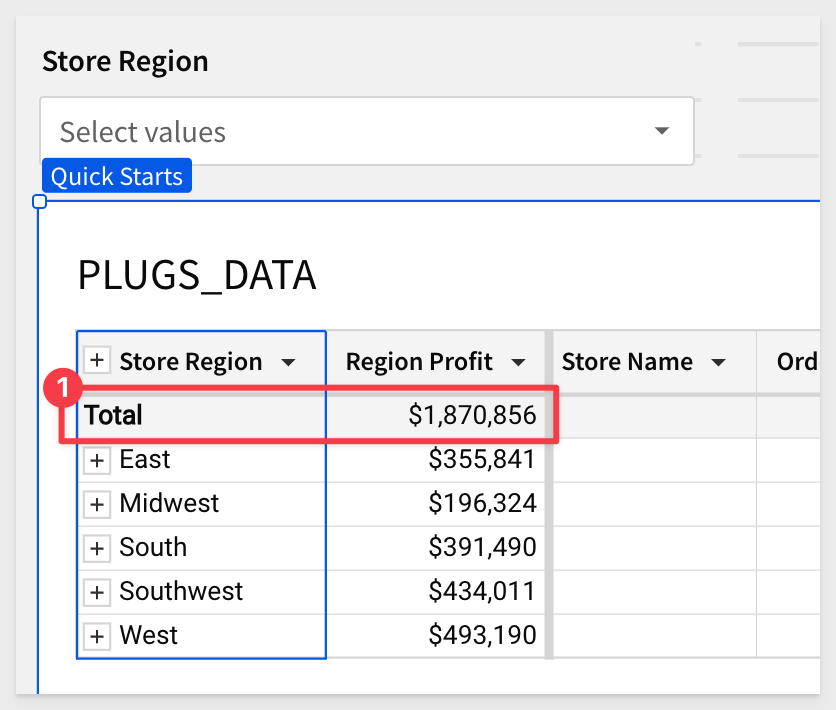 Store Region
Select values
Quick Starts
PLUGS_DATA
Store Region Region Profit Store Name Ord
1
Total $1,870,856
East $355,841
Midwest $196,324
South $391,490
Southwest $434,011
West $493,190